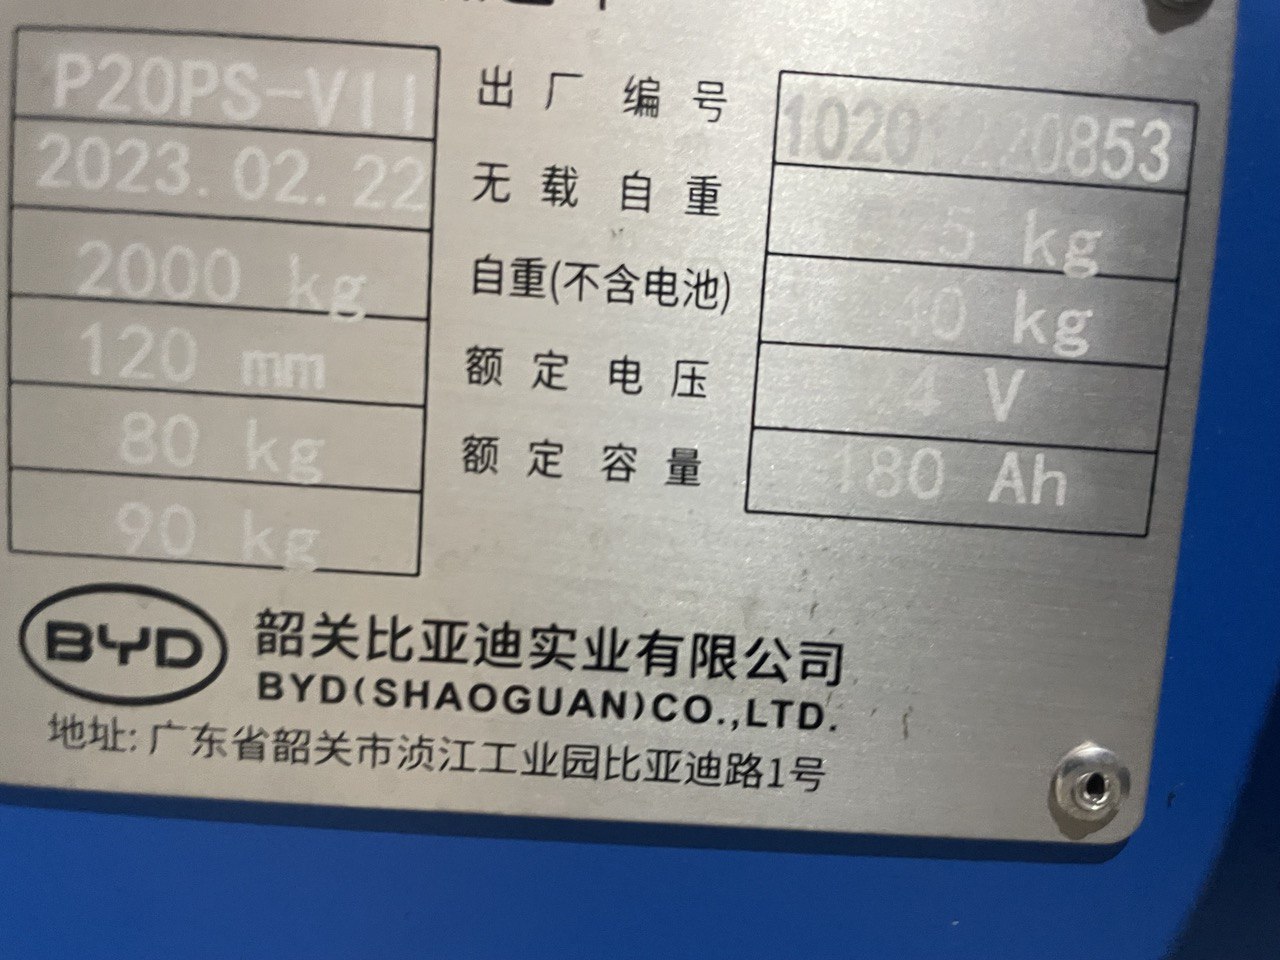 P20PS-VII 出厂编号
2023.02.22 无载自重 5 kg
2000 kg 自重(不含电池) kg
120 mm 额定电压 V
80 kg 额定容量 180 Ah
90 kg
BYD 韶关比亚迪实业有限公司
BYD(SHAOGUAN)CO.,LTD.
地址: 广东省韶关市浈江工业园比亚迪路1号